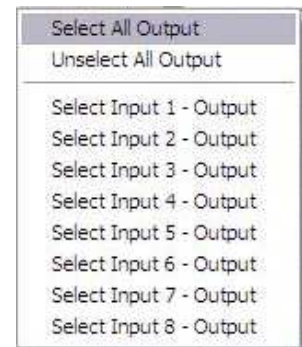 Select All Output
Unselect All Output
Select Input 1 - Output
Select Input 2 - Output
Select Input 3 - Output
Select Input 4 - Output
Select Input 5 - Output
Select Input 6 - Output
Select Input 7 - Output
Select Input 8 - Output